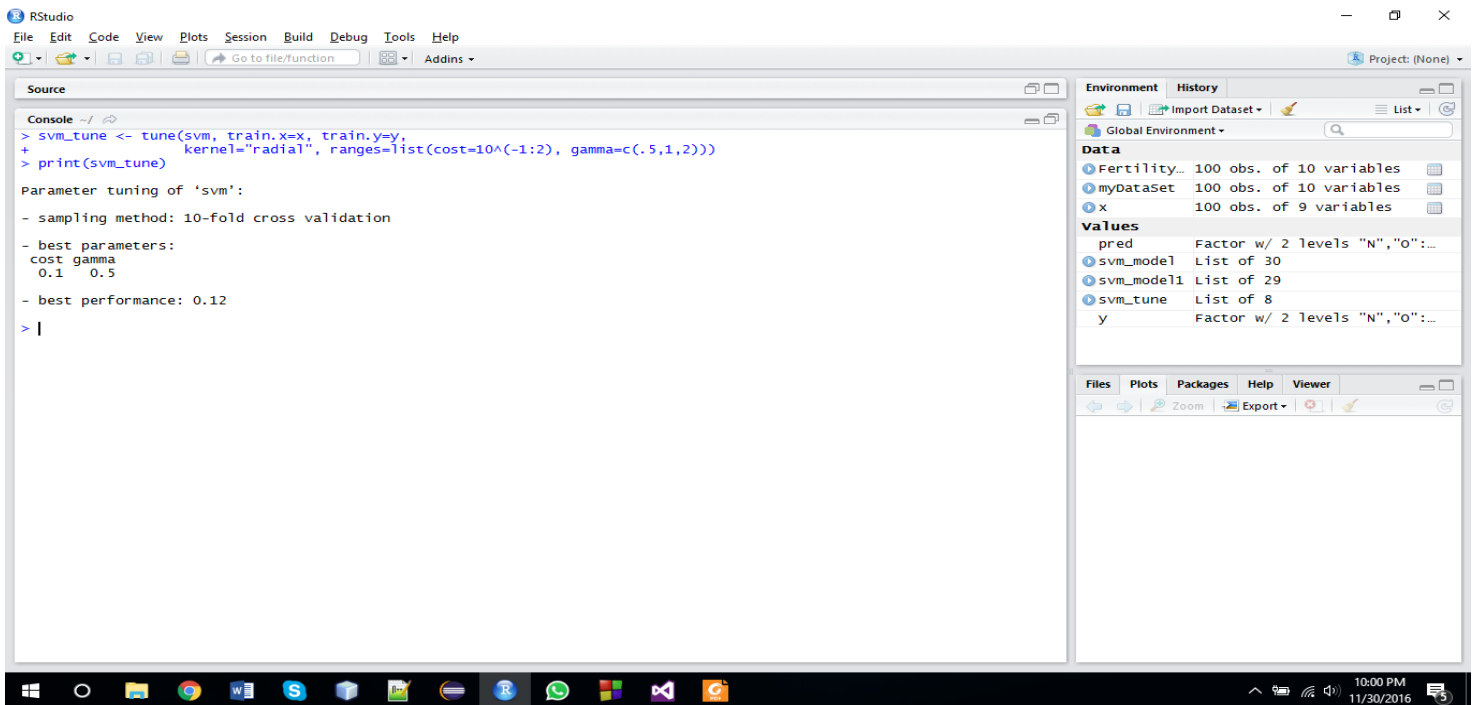 RStudio
File Edit Code View Plots Session Build Debug Tools Help
Go to file/function Addins
Project: (None)
Source
Console ~/
> svm_tune <- tune(svm, train.x=x, train.y=y,
+ kernel="radial", ranges=list(cost=10^(-1:2), gamma=c(.5,1,2)))
> print(svm_tune)
Parameter tuning of ‘svm’:
- sampling method: 10-fold cross validation
- best parameters:
cost gamma
0.1 0.5
- best performance: 0.12
>
Environment History
Import Dataset List
Global Environment
Data
Fertility… 100 obs. of 10 variables
myDataSet 100 obs. of 10 variables
x 100 obs. of 9 variables
Values
pred Factor w/ 2 levels "N","O":…
svm_model List of 30
svm_model1 List of 29
svm_tune List of 8
y Factor w/ 2 levels "N","O":…
Files Plots Packages Help Viewer
Zoom Export
10:00 PM
11/30/2016
5